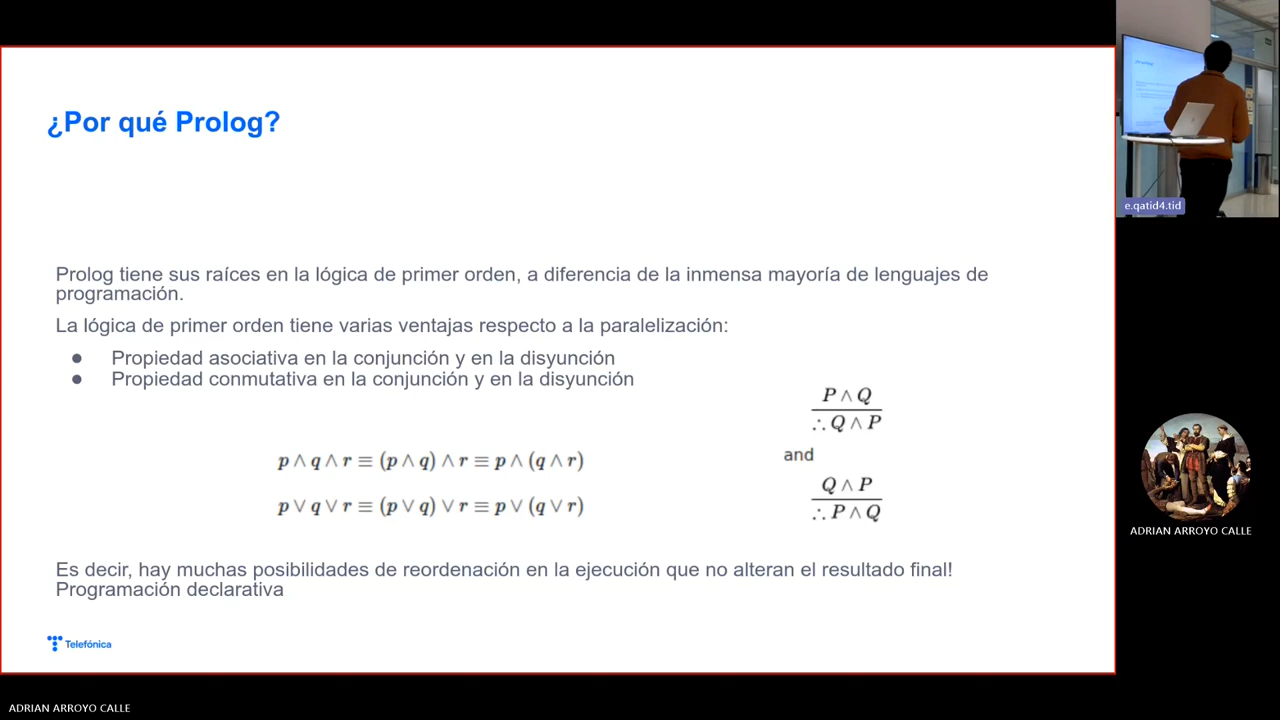 ¿Por qué Prolog?
Prolog tiene sus raíces en la lógica de primer orden, a diferencia de la inmensa mayoría de lenguajes de
programación.
La lógica de primer orden tiene varias ventajas respecto a la paralelización:
● Propiedad asociativa en la conjunción y en la disyunción
● Propiedad conmutativa en la conjunción y en la disyunción
P ∧ Q
∴ Q ∧ P
and
Q ∧ P
∴ P ∧ Q
p ∧ q ∧ r ≡ (p ∧ q) ∧ r ≡ p ∧ (q ∧ r)
p ∨ q ∨ r ≡ (p ∨ q) ∨ r ≡ p ∨ (q ∨ r)
Es decir, hay muchas posibilidades de reordenación en la ejecución que no alteran el resultado final!
Programación declarativa
Telefónica
e.qatid4.tid
ADRIAN ARROYO CALLE
ADRIAN ARROYO CALLE